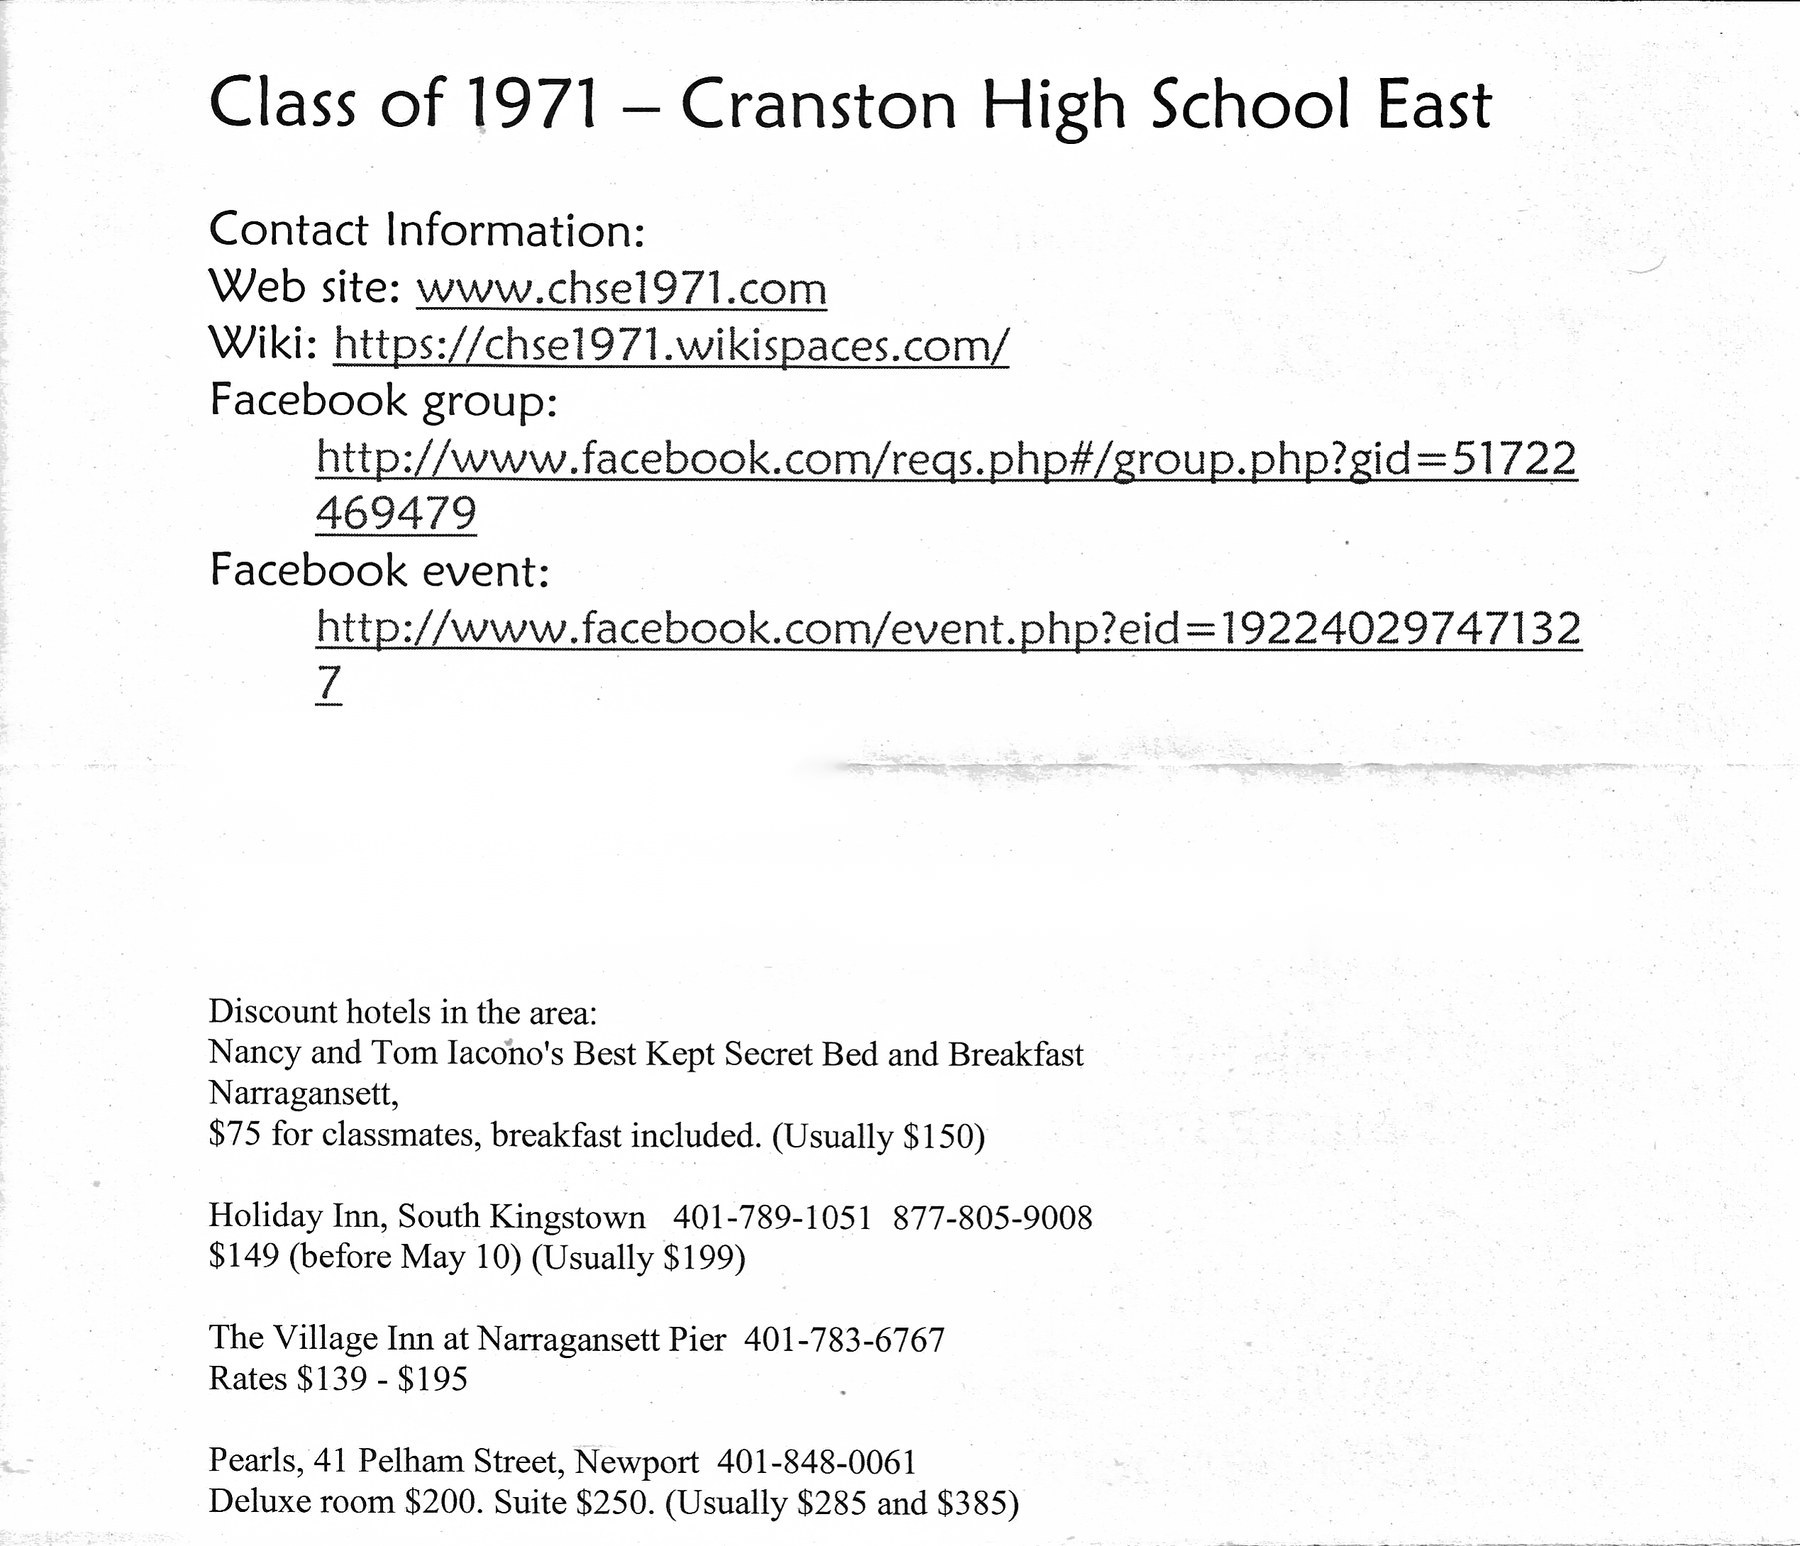 Class of 1971 – Cranston High School East
Contact Information:
Web site: www.chse1971.com
Wiki: https://chse1971.wikispaces.com/
Facebook group:
http://www.facebook.com/reqs.php#/group.php?gid=51722
469479
Facebook event:
http://www.facebook.com/event.php?eid=19224029747132
7
Discount hotels in the area:
Nancy and Tom Iacono's Best Kept Secret Bed and Breakfast
Narragansett,
$75 for classmates, breakfast included. (Usually $150)
Holiday Inn, South Kingstown 401-789-1051 877-805-9008
$149 (before May 10) (Usually $199)
The Village Inn at Narragansett Pier 401-783-6767
Rates $139 - $195
Pearls, 41 Pelham Street, Newport 401-848-0061
Deluxe room $200. Suite $250. (Usually $285 and $385)